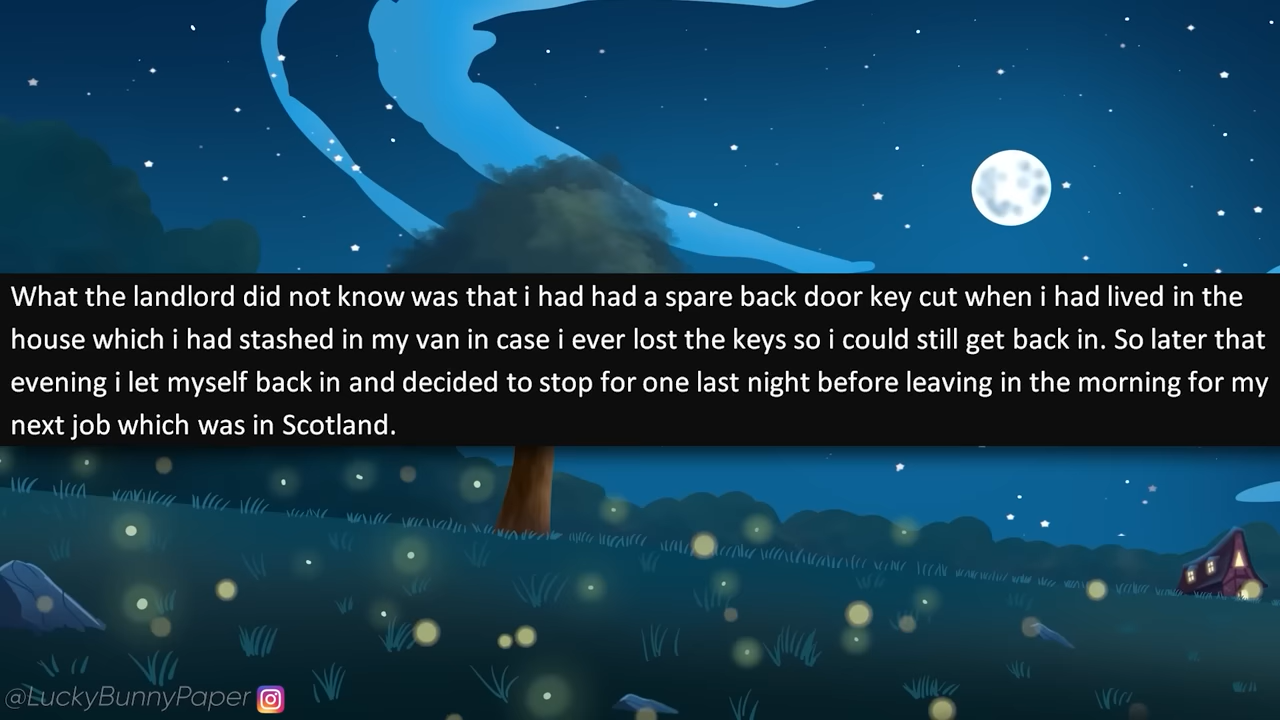 What the landlord did not know was that i had had a spare back door key cut when i had lived in the
house which i had stashed in my van in case i ever lost the keys so i could still get back in. So later that
evening i let myself back in and decided to stop for one last night before leaving in the morning for my
next job which was in Scotland.
@LuckyBunnyPaper